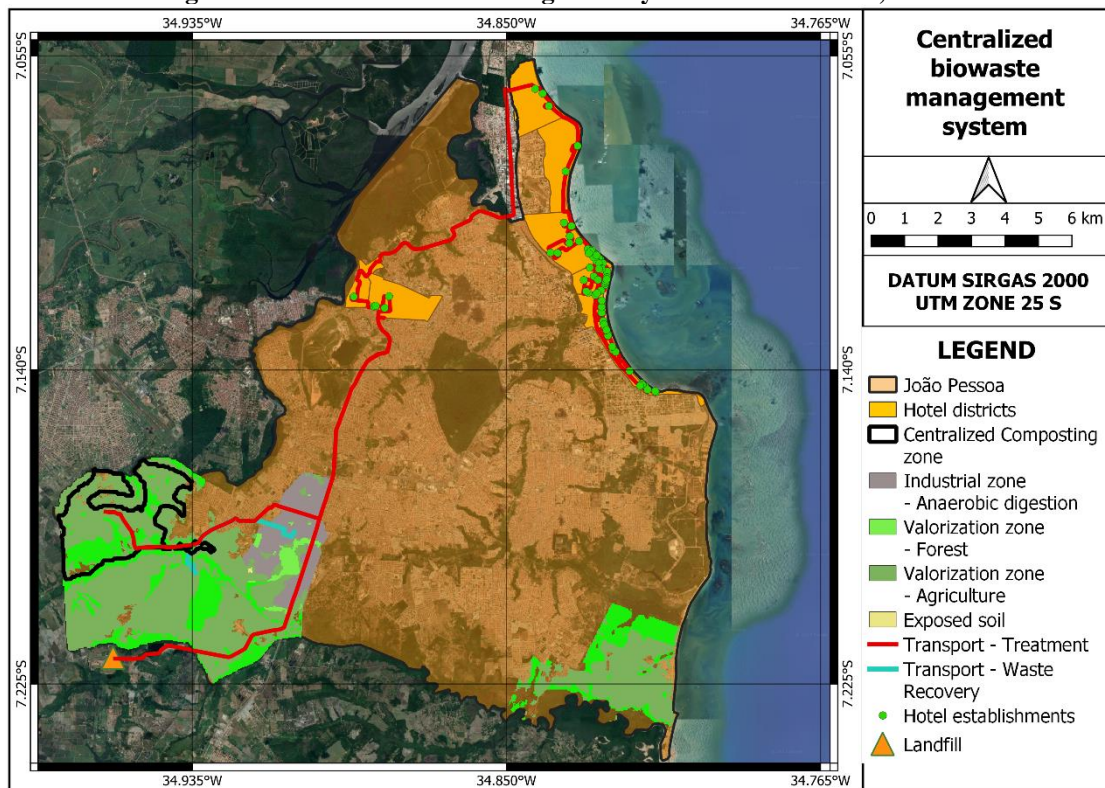 34.935°W 34.850°W 34.765°W
7.055°S 7.055°S
7.140°S 7.140°S
7.225°S 7.225°S
34.935°W 34.850°W 34.765°W
Centralized
biowaste
management
system
0 1 2 3 4 5 6 km
DATUM SIRGAS 2000
UTM ZONE 25 S
LEGEND
João Pessoa
Hotel districts
Centralized Composting
zone
Industrial zone
- Anaerobic digestion
Valorization zone
- Forest
Valorization zone
- Agriculture
Exposed soil
Transport - Treatment
Transport - Waste
Recovery
Hotel establishments
Landfill